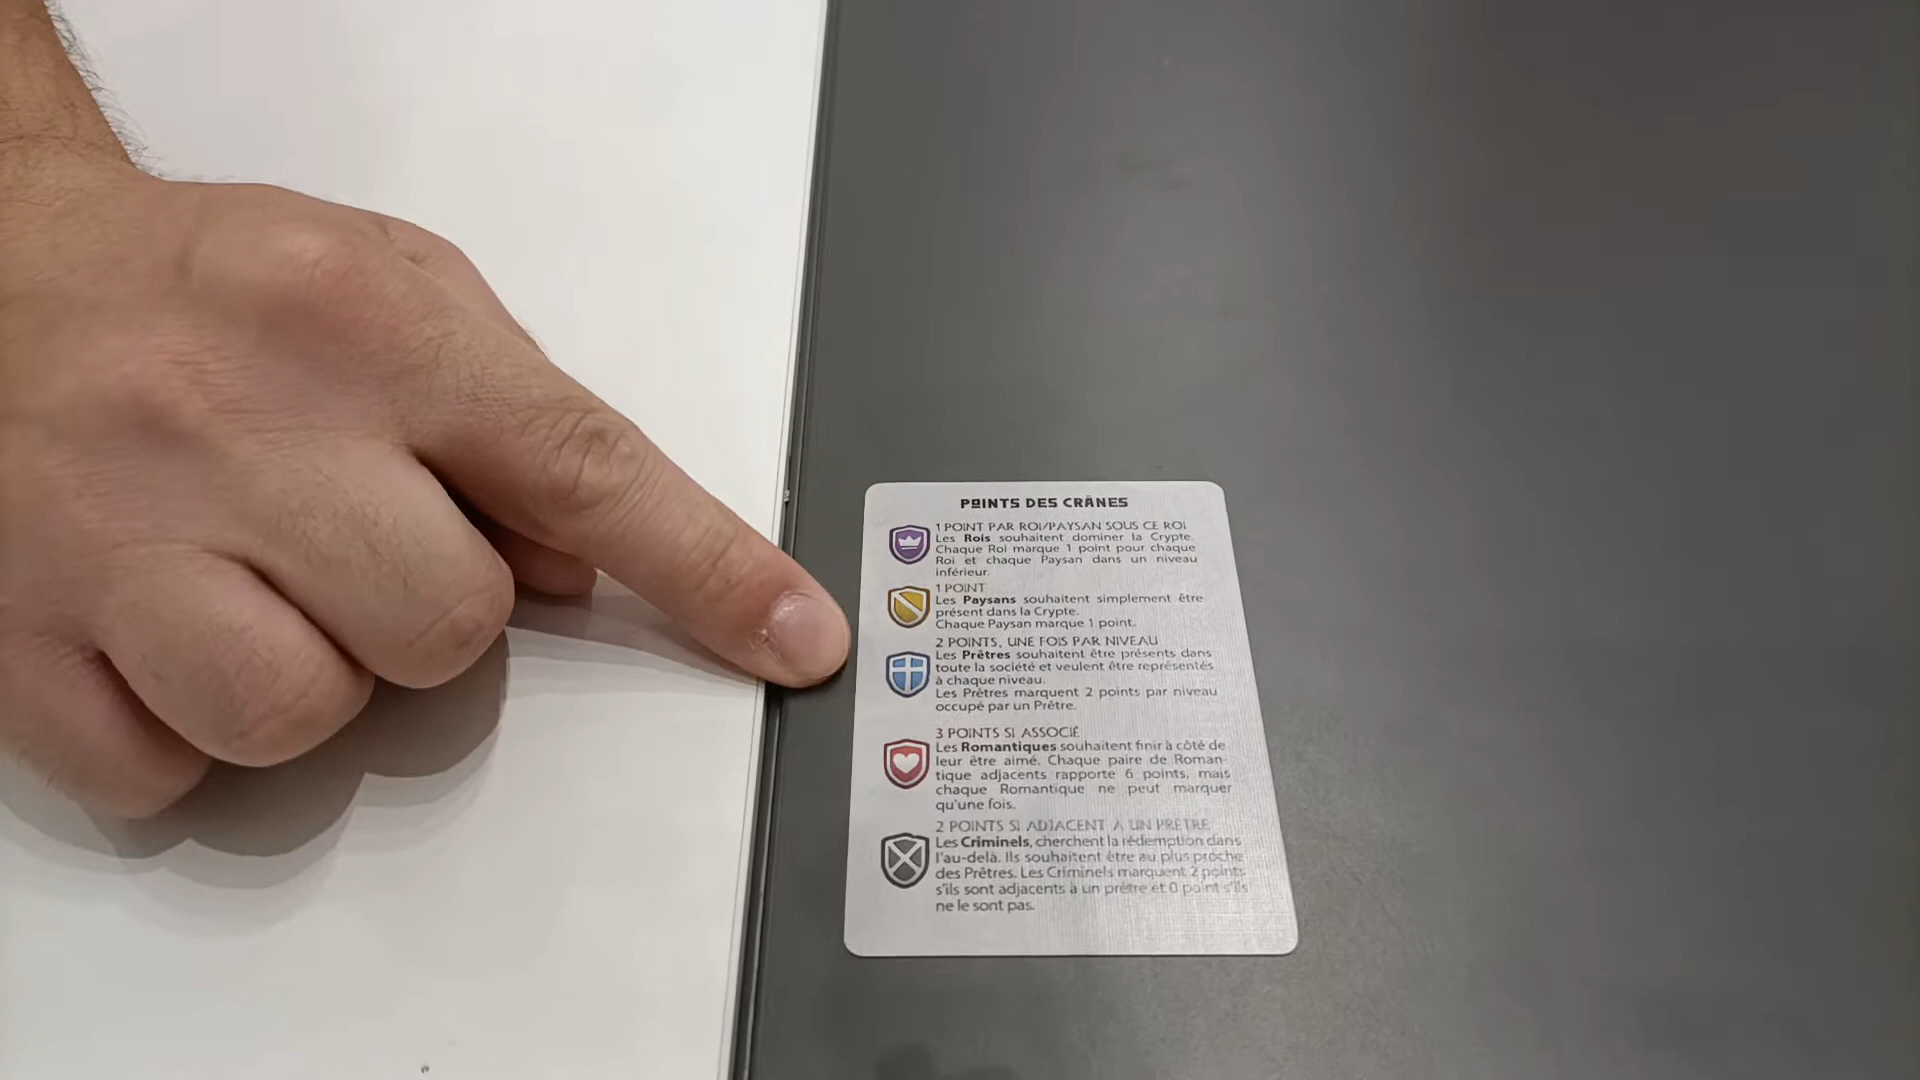 POINTS DES CRÂNES
1 POINT PAR ROI/PAYSAN SOUS CE ROI
Les Rois souhaitent dominer la Crypte.
Chaque Roi marque 1 point pour chaque
Roi et chaque Paysan dans un niveau
inférieur.
1 POINT
Les Paysans souhaitent simplement être
présent dans la Crypte.
Chaque Paysan marque 1 point.
2 POINTS, UNE FOIS PAR NIVEAU
Les Prêtres souhaitent être présents dans
toute la société et veulent être représentés
à chaque niveau.
Les Prêtres marquent 2 points par niveau
occupé par un Prêtre.
3 POINTS SI ASSOCIÉ
Les Romantiques souhaitent finir à côté de
leur être aimé. Chaque paire de Roman-
tique adjacents rapporte 6 points, mais
chaque Romantique ne peut marquer
qu'une fois.
2 POINTS SI ADJACENT À UN PRÊTRE
Les Criminels, cherchent la rédemption dans
l'au-delà. Ils souhaitent être au plus proche
des Prêtres. Les Criminels marquent 2 points
s'ils sont adjacents à un prêtre et 0 point s'ils
ne le sont pas.